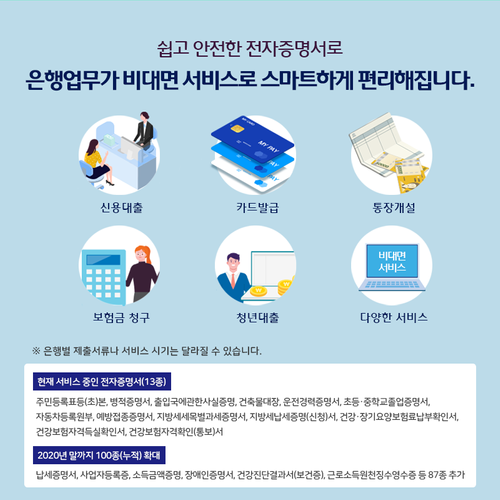 쉽고 안전한 전자증명서로
은행업무가 비대면 서비스로 스마트하게 편리해집니다.
MY PAY
MY PAY
신용대출
카드발급
통장개설
비대면
서비스
보험금 청구
청년대출
다양한 서비스
※ 은행별 제출서류나 서비스 시기는 달라질 수 있습니다.
현재 서비스 중인 전자증명서(13종)
주민등록표등(초)본, 병적증명서, 출입국에관한사실증명, 건축물대장, 운전경력증명서, 초등·중학교졸업증명서,
자동차등록원부, 예방접종증명서, 지방세세목별과세증명서, 지방세납세증명(신청)서, 건강·장기요양보험료납부확인서,
건강보험자격득실확인서, 건강보험자격확인(통보)서
2020년 말까지 100종(누적) 확대
납세증명서, 사업자등록증, 소득금액증명, 장애인증명서, 건강진단결과서(보건증), 근로소득원천징수영수증 등 87종 추가